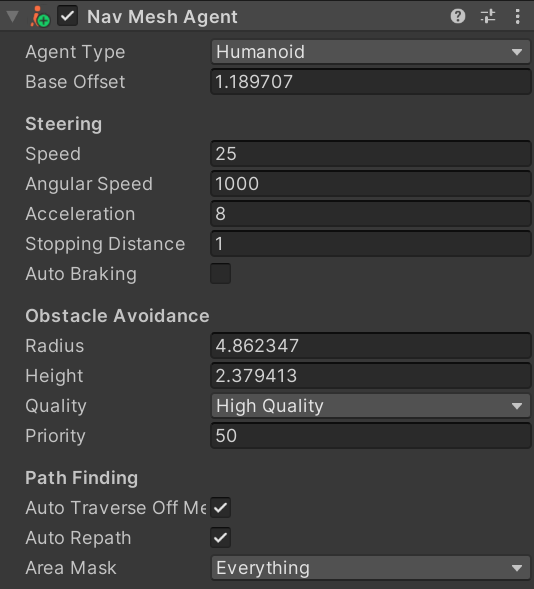 Nav Mesh Agent
Agent Type Humanoid
Base Offset 1.189707
Steering
Speed 25
Angular Speed 1000
Acceleration 8
Stopping Distance 1
Auto Braking
Obstacle Avoidance
Radius 4.862347
Height 2.379413
Quality High Quality
Priority 50
Path Finding
Auto Traverse Off Me
Auto Repath
Area Mask Everything